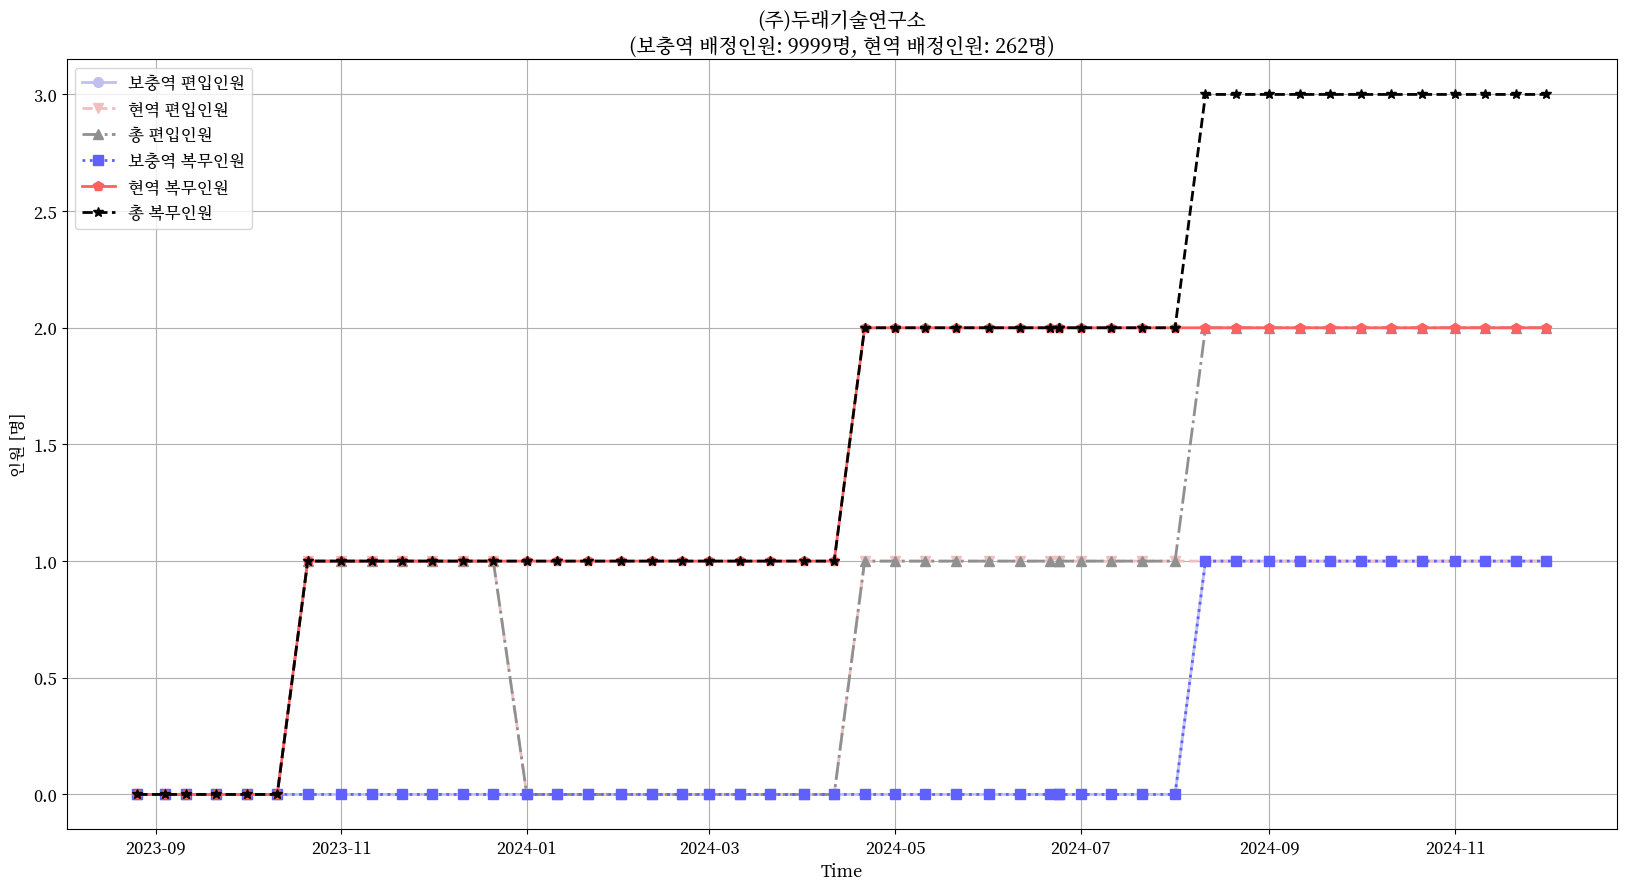 (주)두래기술연구소
(보충역 배정인원: 9999명, 현역 배정인원: 262명)
보충역 편입인원
현역 편입인원
총 편입인원
보충역 복무인원
현역 복무인원
총 복무인원
3.0
2.5
2.0
1.5
1.0
0.5
0.0
인원 [명]
2023-09
2023-11
2024-01
2024-03
2024-05
2024-07
2024-09
2024-11
Time